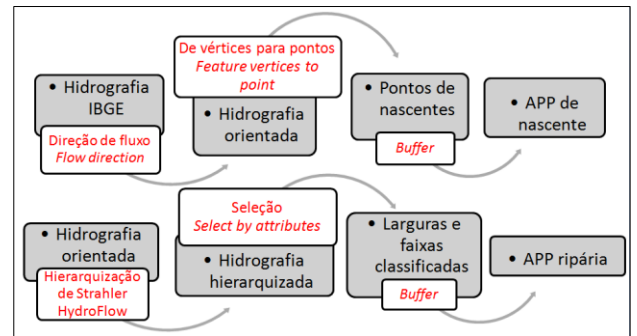 De vértices para pontos
Feature vertices to
point
• Hidrografia
IBGE
Direção de fluxo
Flow direction
• Hidrografia
orientada
• Pontos de
nascentes
Buffer
• APP de
nascente
Seleção
Select by attributes
• Hidrografia
orientada
Hierarquização
de Strahler
HydroFlow
• Hidrografia
hierarquizada
• Larguras e
faixas
classificadas
Buffer
• APP ripária